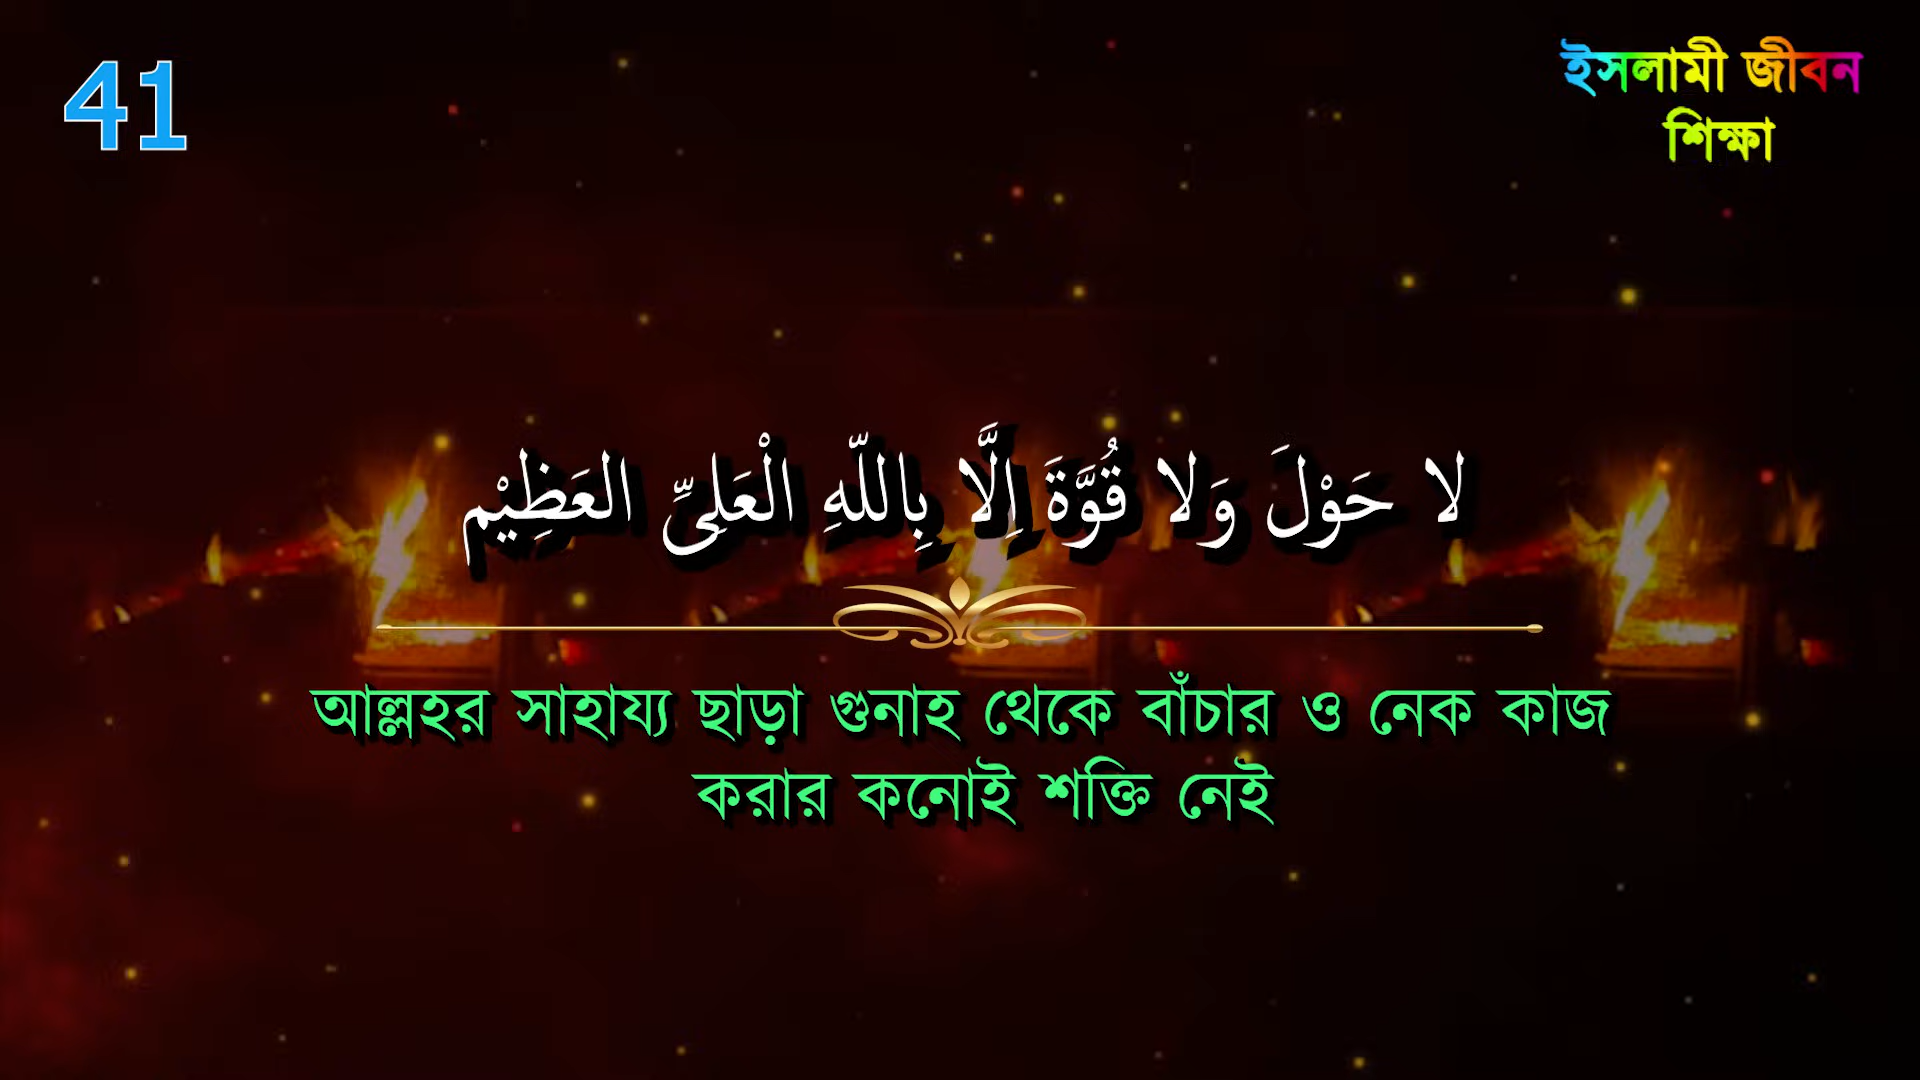 41
ইসলামী জীবন
শিক্ষা
لا حَوْلَ وَلا قُوَّةَ اِلَّا بِاللّهِ الْعَلِىِّ العَظِيْم
আল্লহর সাহায্য ছাড়া গুনাহ থেকে বাঁচার ও নেক কাজ
করার কনোই শক্তি নেই